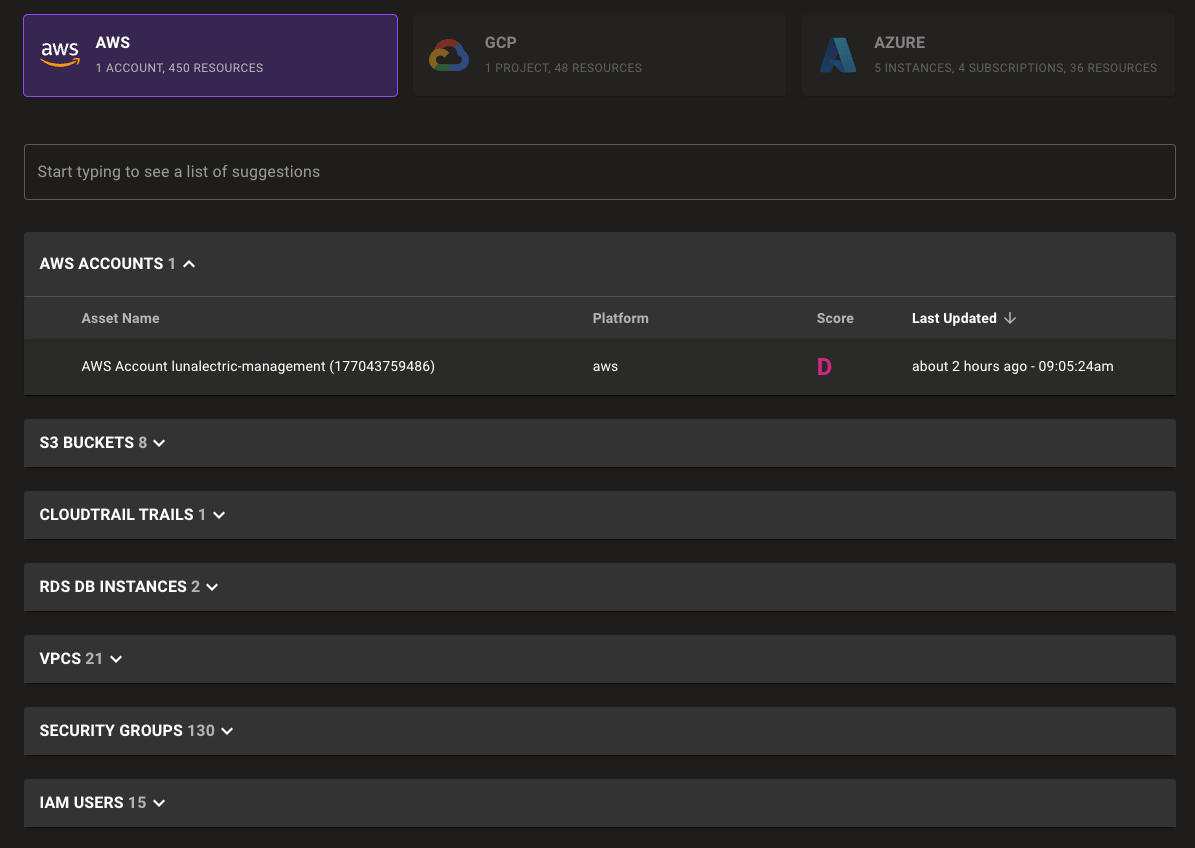 aws
AWS
1 ACCOUNT, 450 RESOURCES
GCP
1 PROJECT, 48 RESOURCES
AZURE
5 INSTANCES, 4 SUBSCRIPTIONS, 36 RESOURCES
Start typing to see a list of suggestions
AWS ACCOUNTS 1
Asset Name Platform Score Last Updated
AWS Account lunalectric-management (177043759486) aws D about 2 hours ago - 09:05:24am
S3 BUCKETS 8
CLOUDTRAIL TRAILS 1
RDS DB INSTANCES 2
VPCS 21
SECURITY GROUPS 130
IAM USERS 15